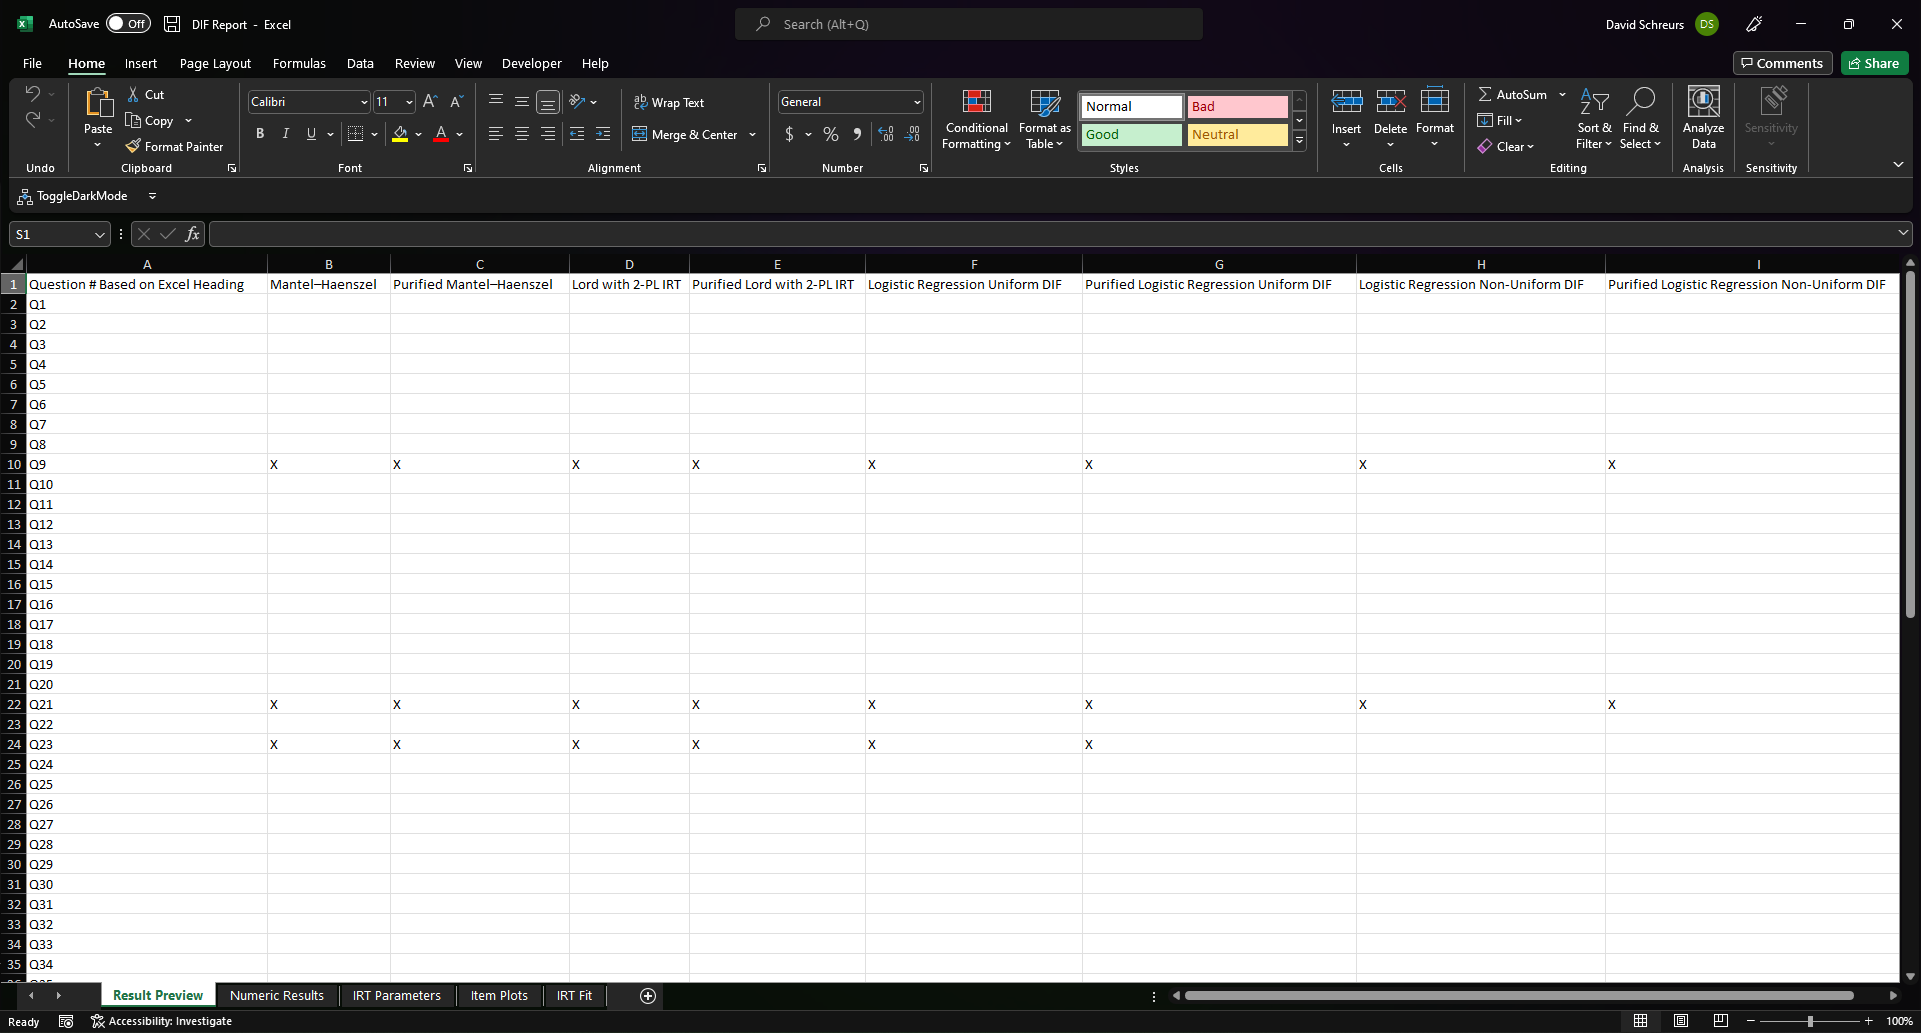 AutoSave Off DIF Report - Excel Search (Alt+Q) David Schreurs DS
File Home Insert Page Layout Formulas Data Review View Developer Help Comments Share
Paste Cut Copy Format Painter
Calibri 11
B I U A
ab Wrap Text
Merge & Center
General
$ % 9
Conditional Formatting Format as Table
Normal Bad
Good Neutral
Insert Delete Format
AutoSum
Fill
Clear
Sort & Filter Find & Select
Analyze Data
Sensitivity
Undo Clipboard Font Alignment Number Styles Cells Editing Analysis Sensitivity
ToggleDarkMode
S1 fx
A B C D E F G H I
1 Question # Based on Excel Heading Mantel–Haenszel Purified Mantel–Haenszel Lord with 2-PL IRT Purified Lord with 2-PL IRT Logistic Regression Uniform DIF Purified Logistic Regression Uniform DIF Logistic Regression Non-Uniform DIF Purified Logistic Regression Non-Uniform DIF
2 Q1
3 Q2
4 Q3
5 Q4
6 Q5
7 Q6
8 Q7
9 Q8
10 Q9 X X X X X X X X
11 Q10
12 Q11
13 Q12
14 Q13
15 Q14
16 Q15
17 Q16
18 Q17
19 Q18
20 Q19
21 Q20
22 Q21 X X X X X X X X
23 Q22
24 Q23 X X X X X X
25 Q24
26 Q25
27 Q26
28 Q27
29 Q28
30 Q29
31 Q30
32 Q31
33 Q32
34 Q33
35 Q34
Result Preview Numeric Results IRT Parameters Item Plots IRT Fit
Ready Accessibility: Investigate 100%